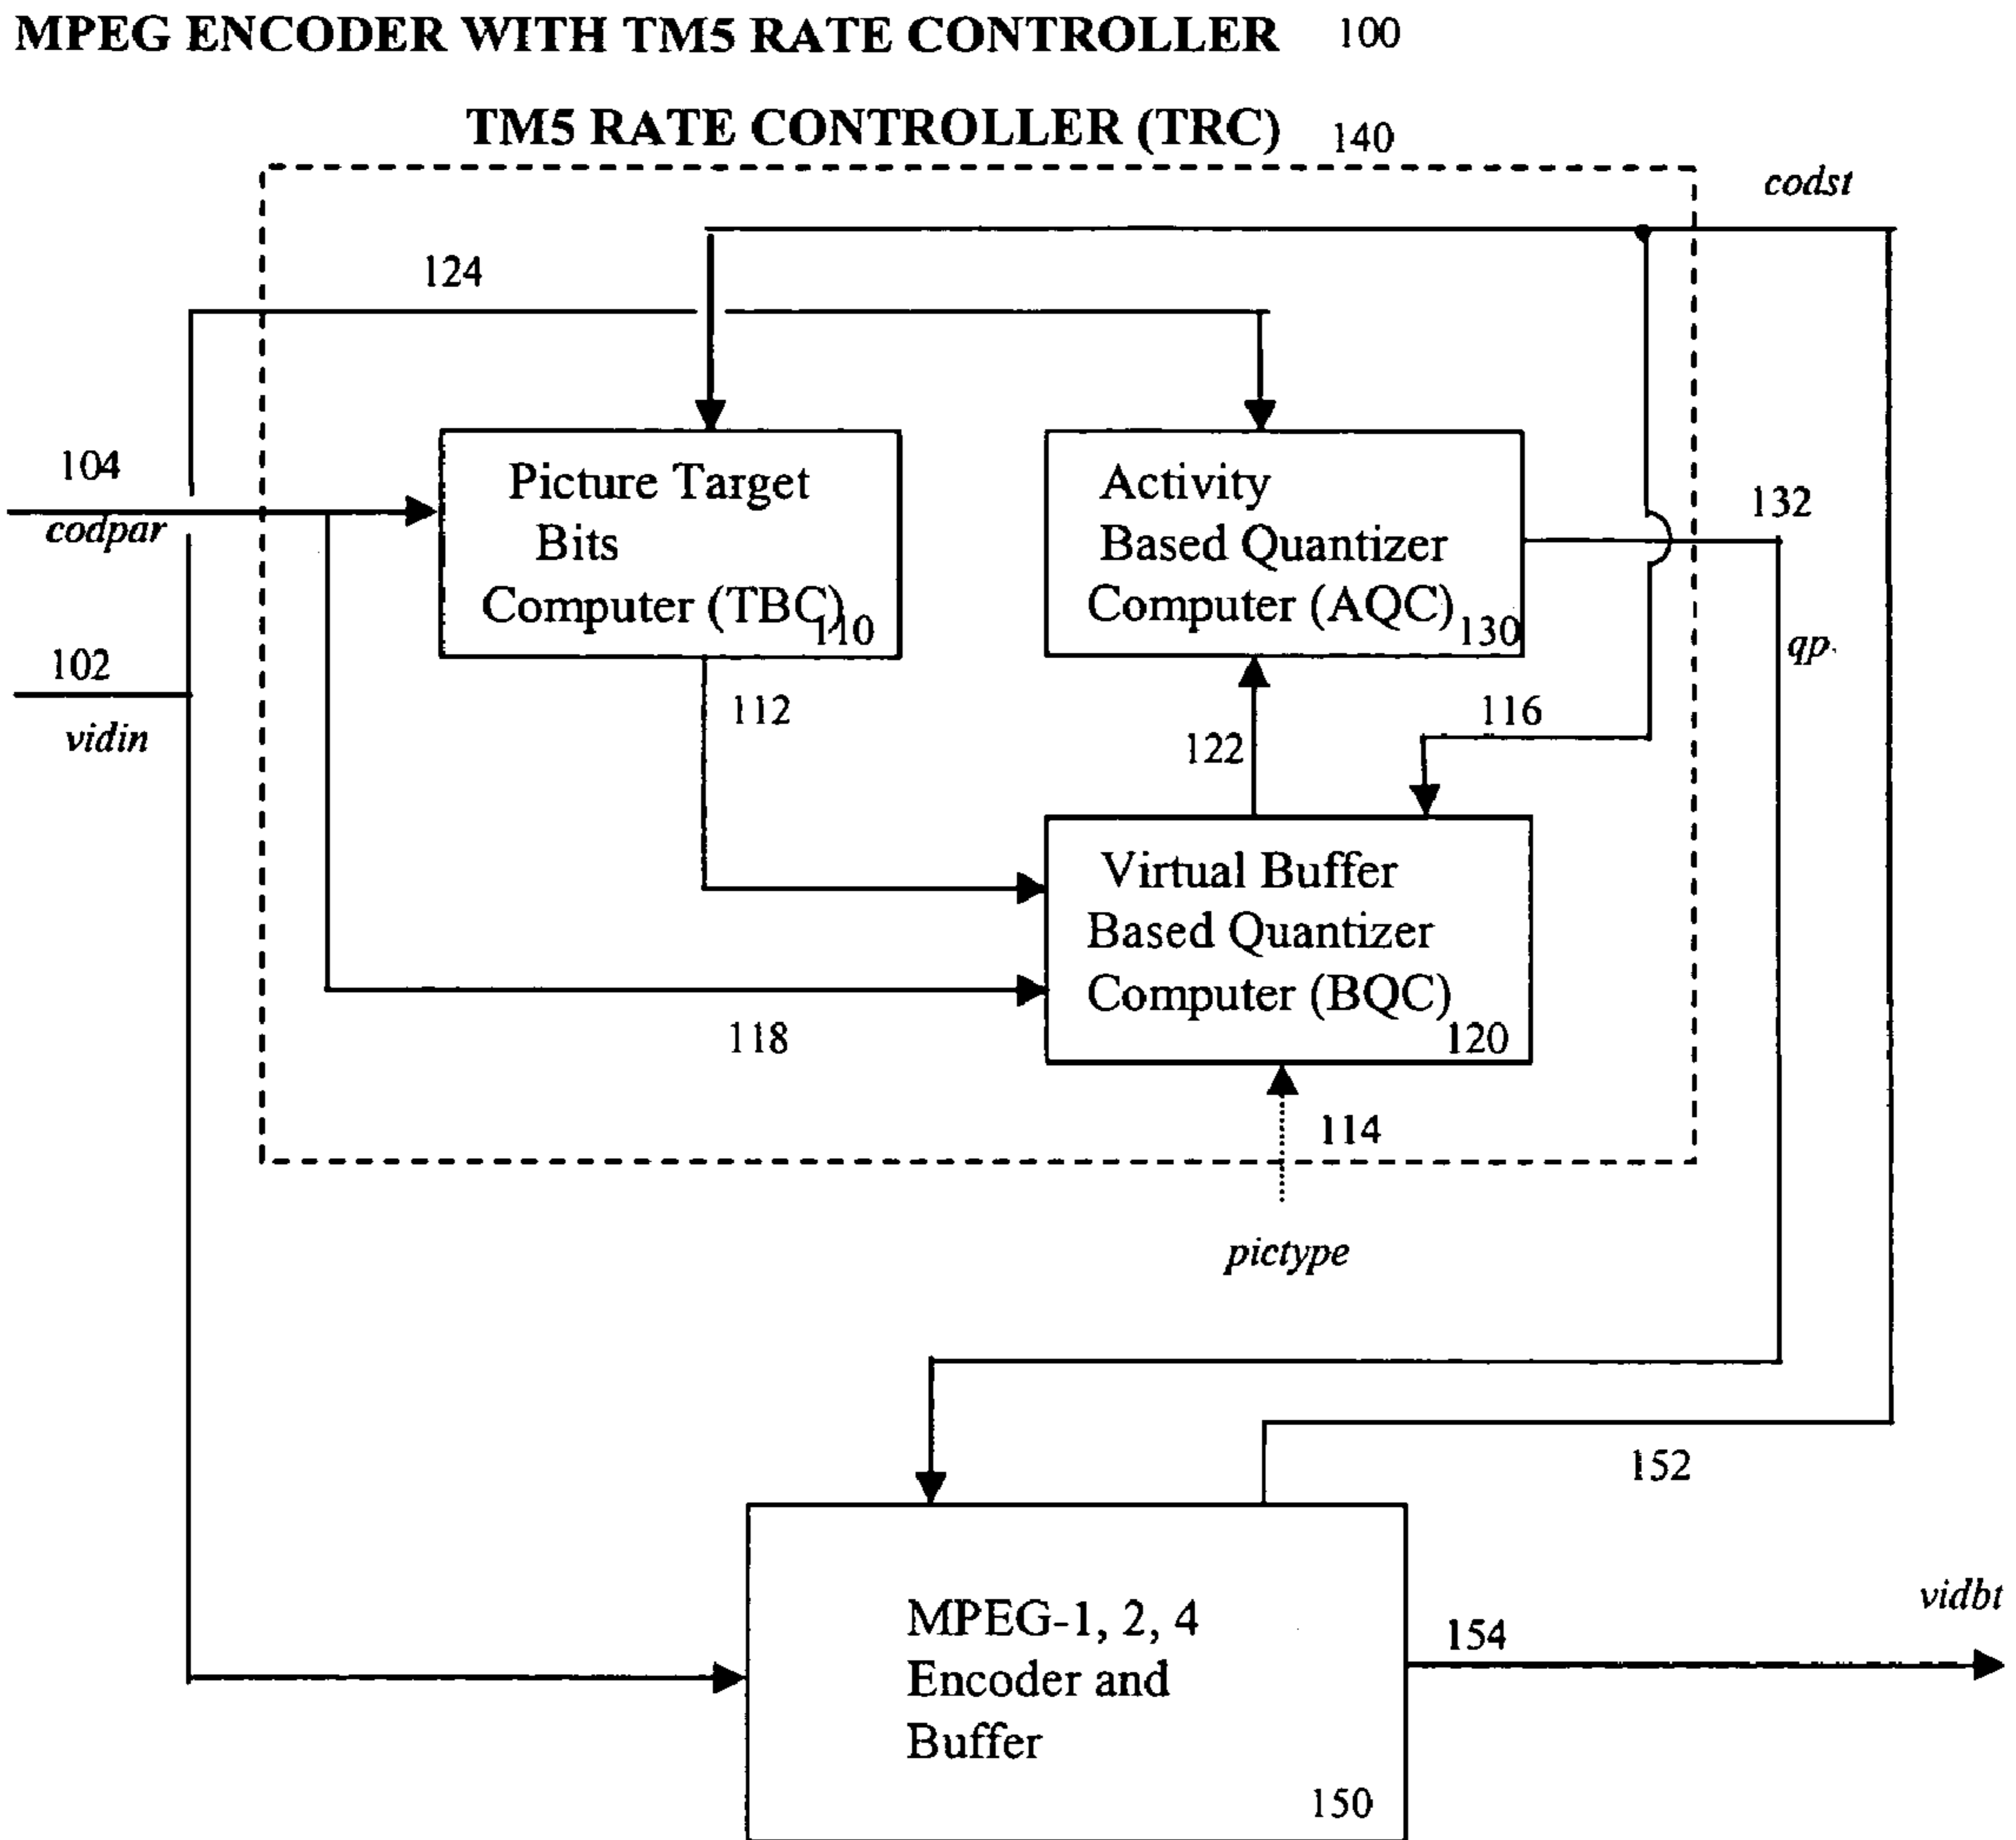 MPEG ENCODER WITH TM5 RATE CONTROLLER 100
TM5 RATE CONTROLLER (TRC) 140
codst
124
104
codpar
Picture Target
Bits
Computer (TBC)
110
Activity
Based Quantizer
Computer (AQC)
130
132
qp
102
vidin
112
122
116
Virtual Buffer
Based Quantizer
Computer (BQC)
120
118
114
pictype
152
MPEG-1, 2, 4
Encoder and
Buffer
150
154
vidbt